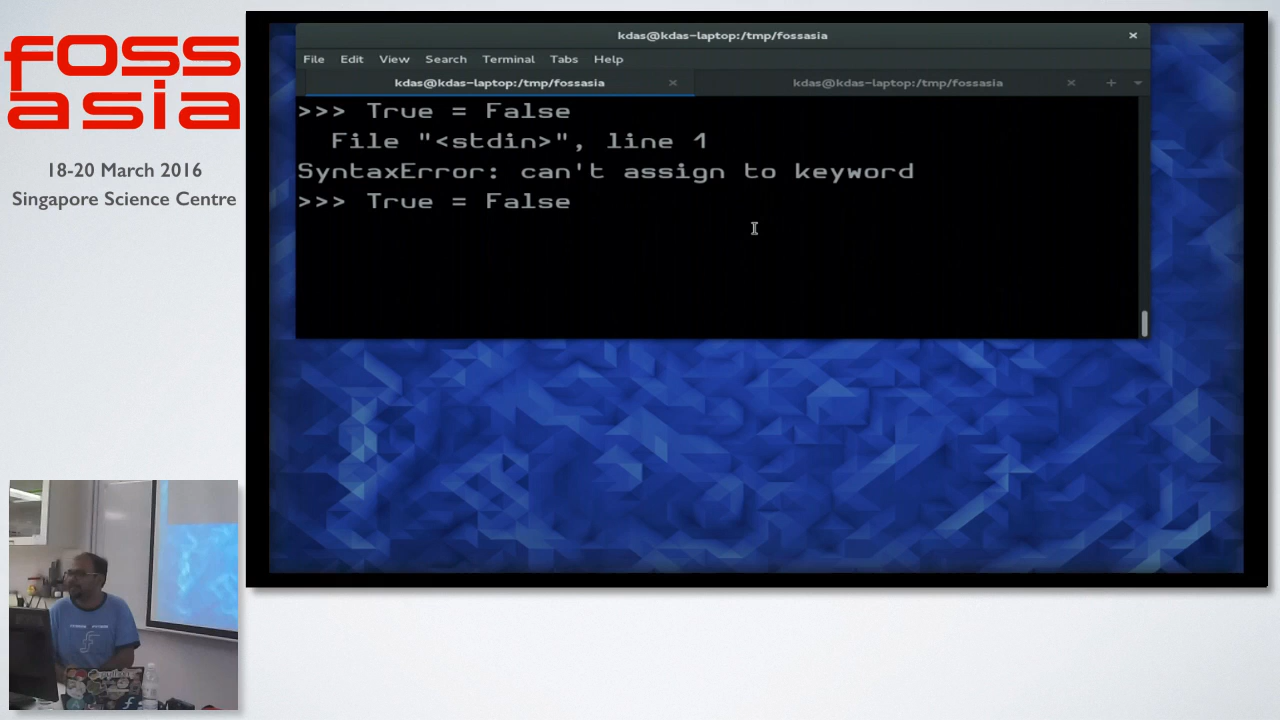 fOSS
asia
18-20 March 2016
Singapore Science Centre
kdas@kdas-laptop:/tmp/fossasia
File Edit View Search Terminal Tabs Help
kdas@kdas-laptop:/tmp/fossasia kdas@kdas-laptop:/tmp/fossasia
>>> True = False
File "<stdin>", line 1
SyntaxError: can't assign to keyword
>>> True = False